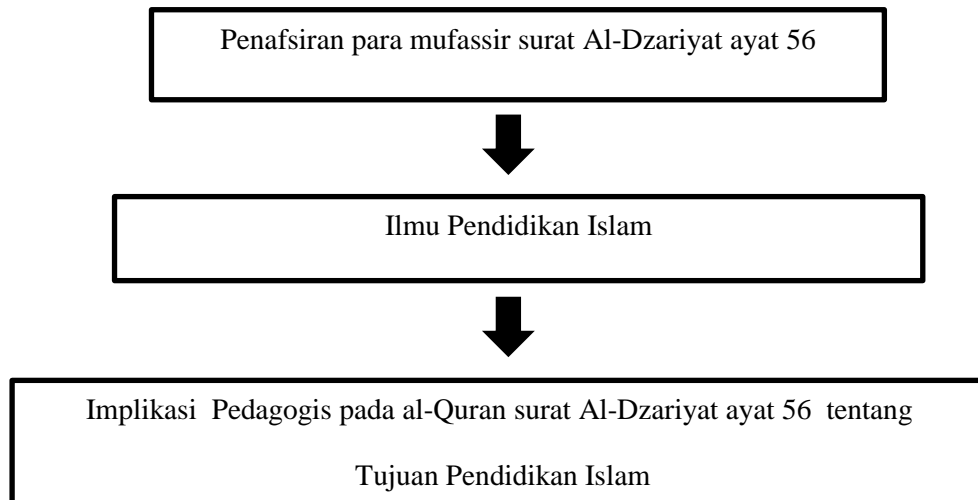 Penafsiran para mufassir surat Al-Dzariyat ayat 56
Ilmu Pendidikan Islam
Implikasi Pedagogis pada al-Quran surat Al-Dzariyat ayat 56 tentang
Tujuan Pendidikan Islam